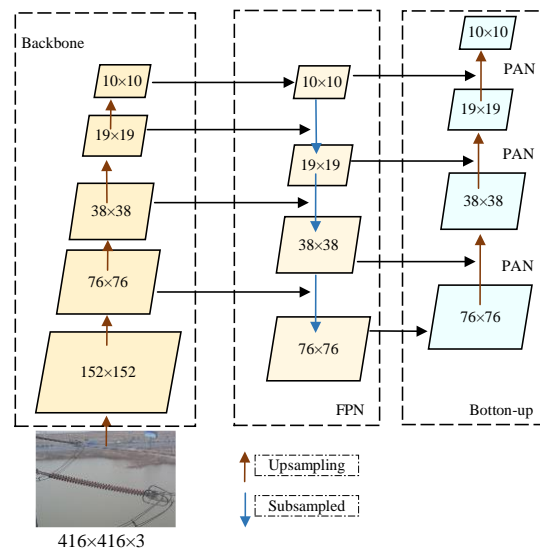 Backbone
10×10
19×19
38×38
76×76
152×152
416×416×3
10×10
19×19
38×38
76×76
FPN
10×10
PAN
19×19
PAN
38×38
PAN
76×76
Botton-up
Upsampling
Subsampled